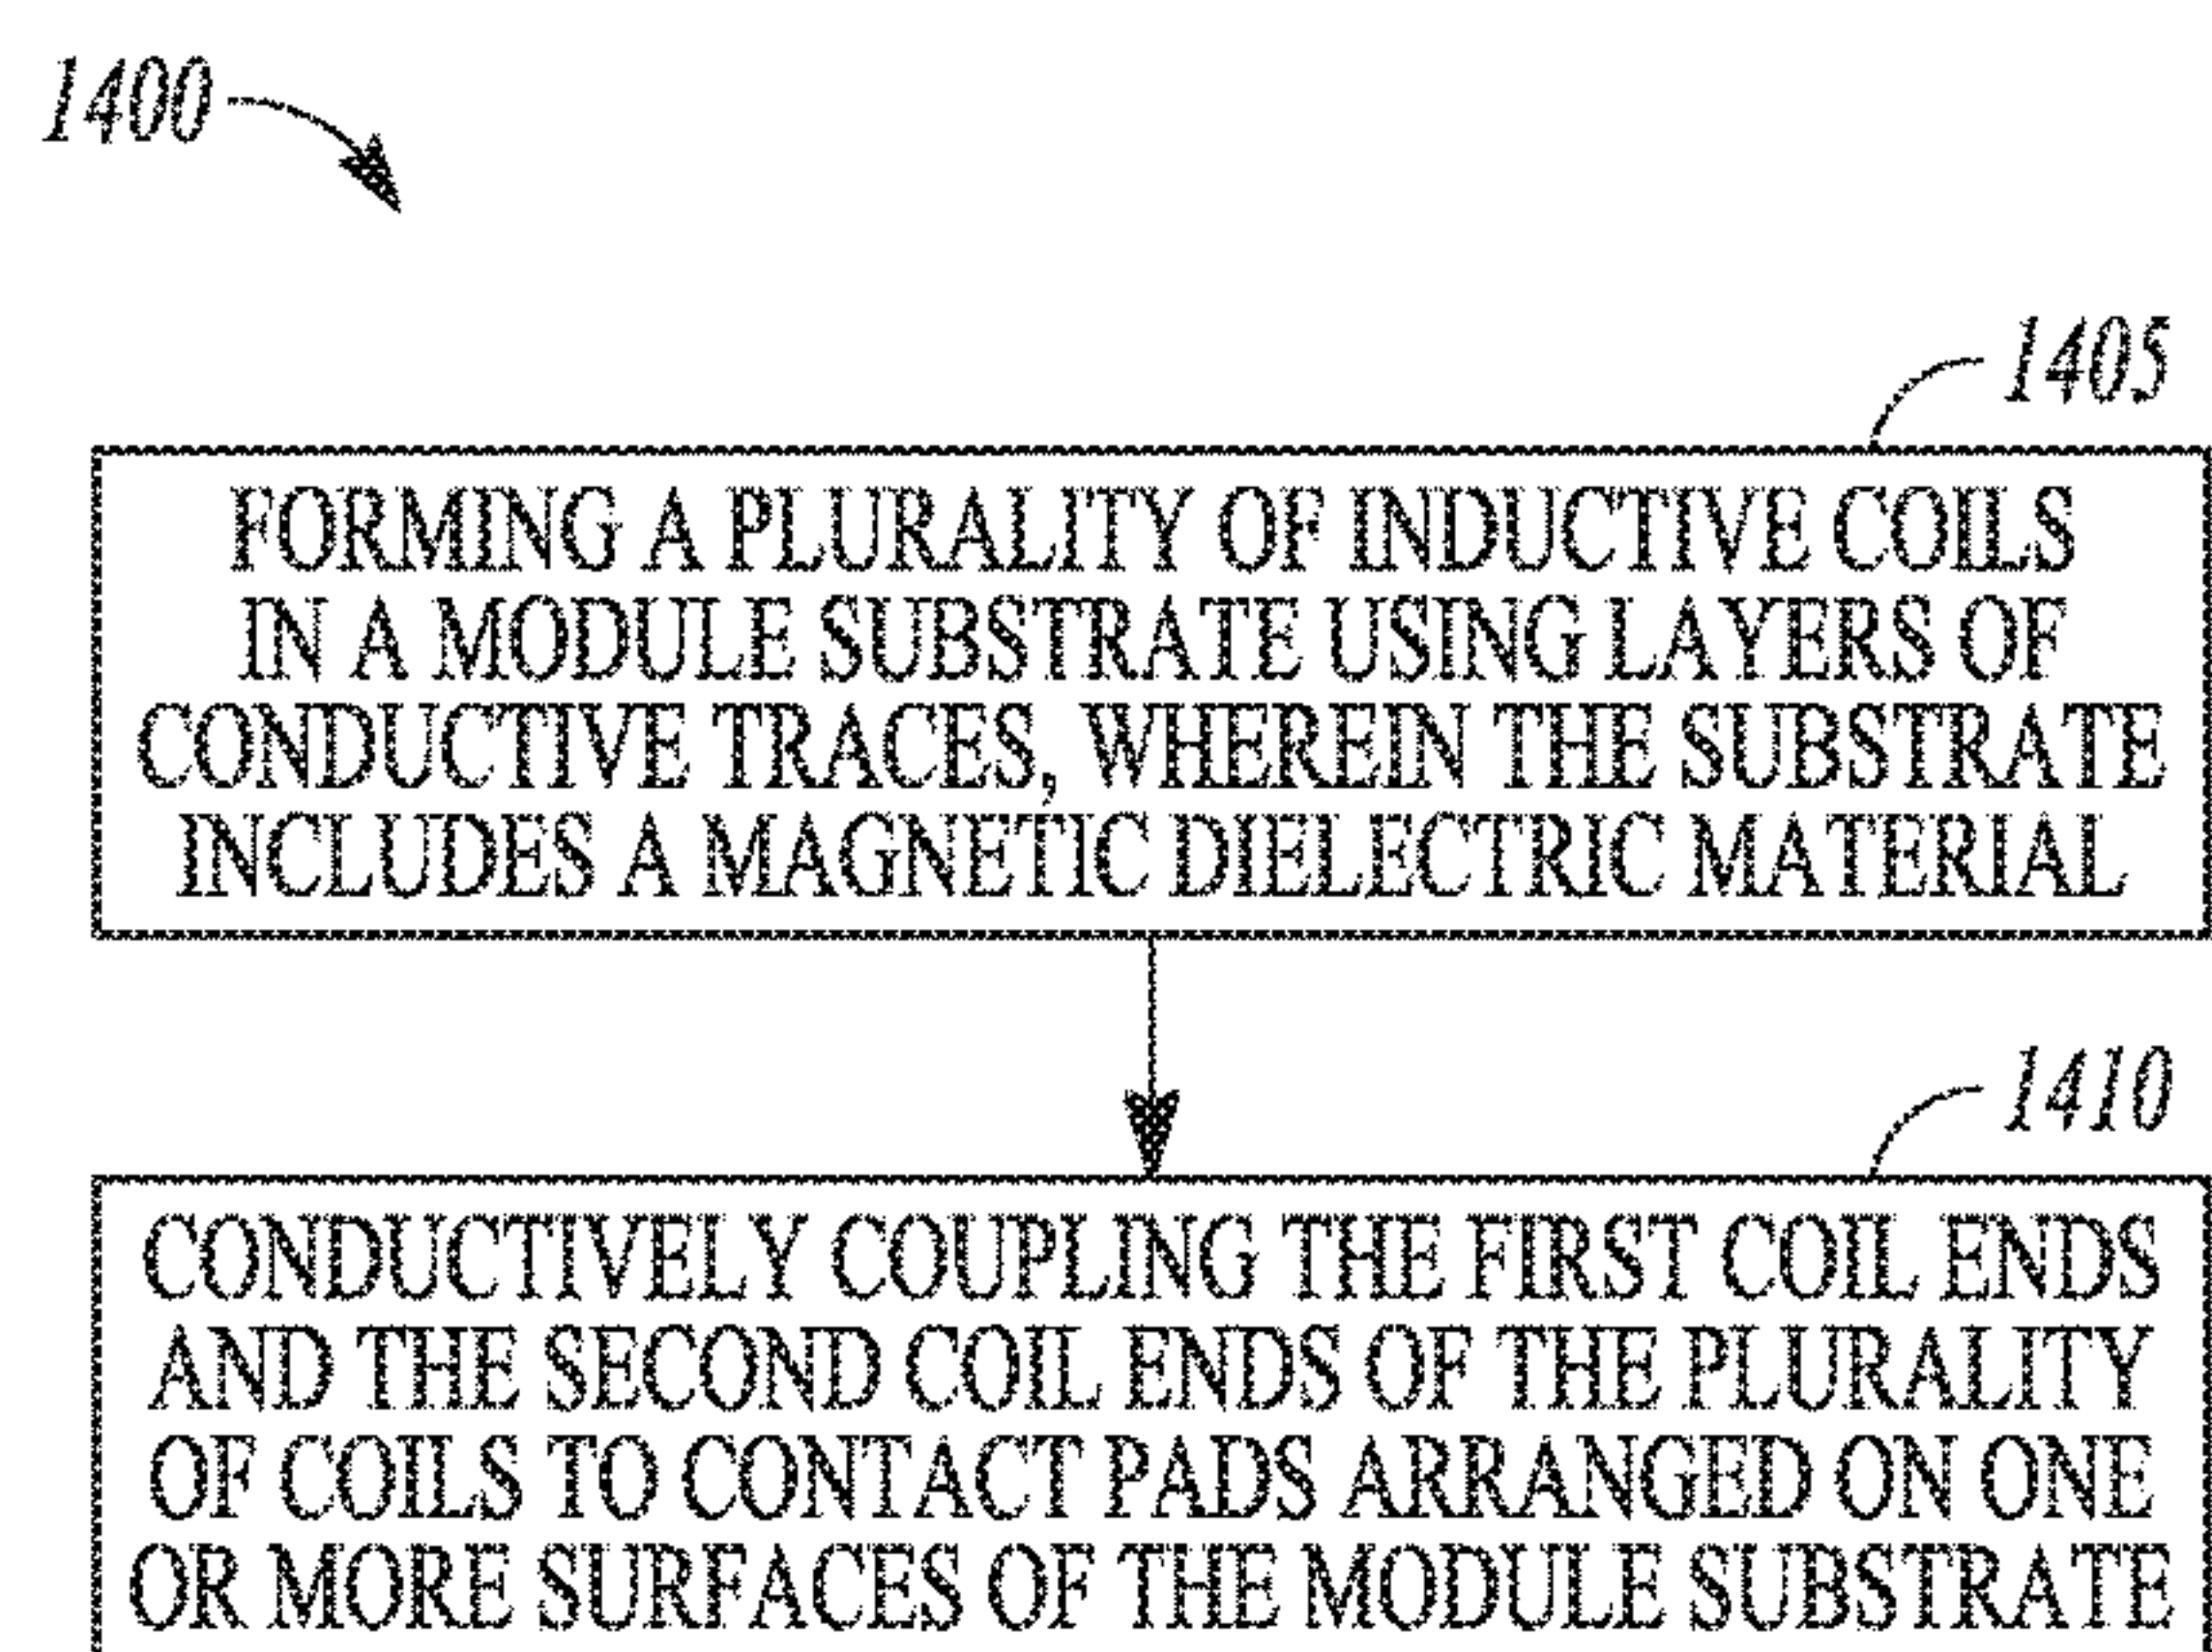 1400
1405
FORMING A PLURALITY OF INDUCTIVE COILS
IN A MODULE SUBSTRATE USING LAYERS OF
CONDUCTIVE TRACES, WHEREIN THE SUBSTRATE
INCLUDES A MAGNETIC DIELECTRIC MATERIAL
1410
CONDUCTIVELY COUPLING THE FIRST COIL ENDS
AND THE SECOND COIL ENDS OF THE PLURALITY
OF COILS TO CONTACT PADS ARRANGED ON ONE
OR MORE SURFACES OF THE MODULE SUBSTRATE